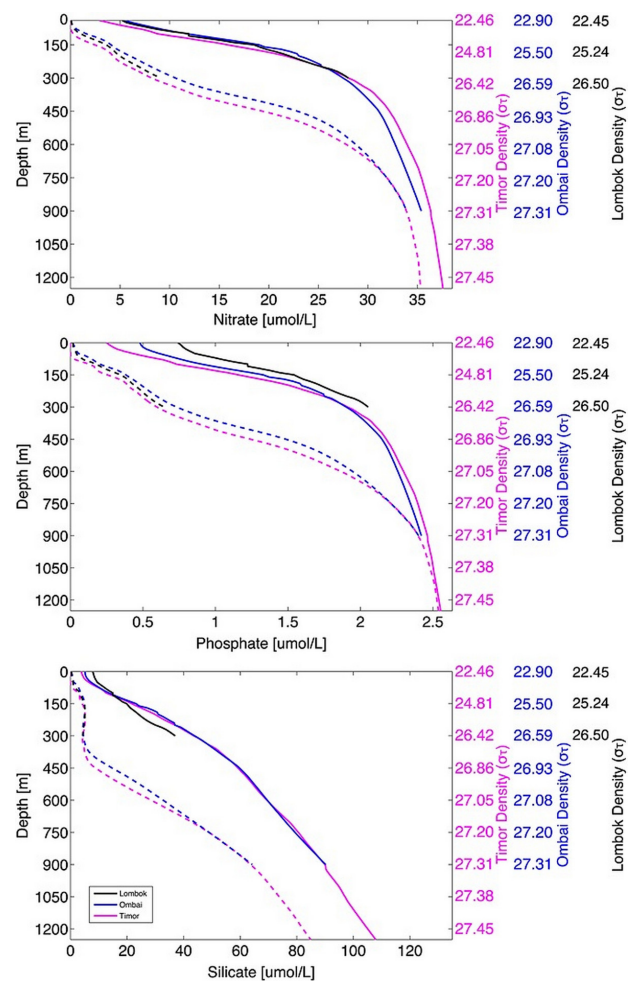 0 22.46 22.90 22.45
150 24.81 25.50 25.24
300 26.42 26.59 26.50
450 26.86 26.93
600 27.05 27.08
750 27.20 27.20
900 27.31 27.31
1050 27.38
1200 27.45
Depth [m]
Timor Density (στ)
Ombai Density (στ)
Lombok Density (στ)
0 5 10 15 20 25 30 35
Nitrate [umol/L]
0 22.46 22.90 22.45
150 24.81 25.50 25.24
300 26.42 26.59 26.50
450 26.86 26.93
600 27.05 27.08
750 27.20 27.20
900 27.31 27.31
1050 27.38
1200 27.45
Depth [m]
Timor Density (στ)
Ombai Density (στ)
Lombok Density (στ)
0 0.5 1 1.5 2 2.5
Phosphate [umol/L]
0 22.46 22.90 22.45
150 24.81 25.50 25.24
300 26.42 26.59 26.50
450 26.86 26.93
600 27.05 27.08
750 27.20 27.20
900 27.31 27.31
1050 27.38
1200 27.45
Depth [m]
Timor Density (στ)
Ombai Density (στ)
Lombok Density (στ)
Lombok
Ombai
Timor
0 20 40 60 80 100 120
Silicate [umol/L]